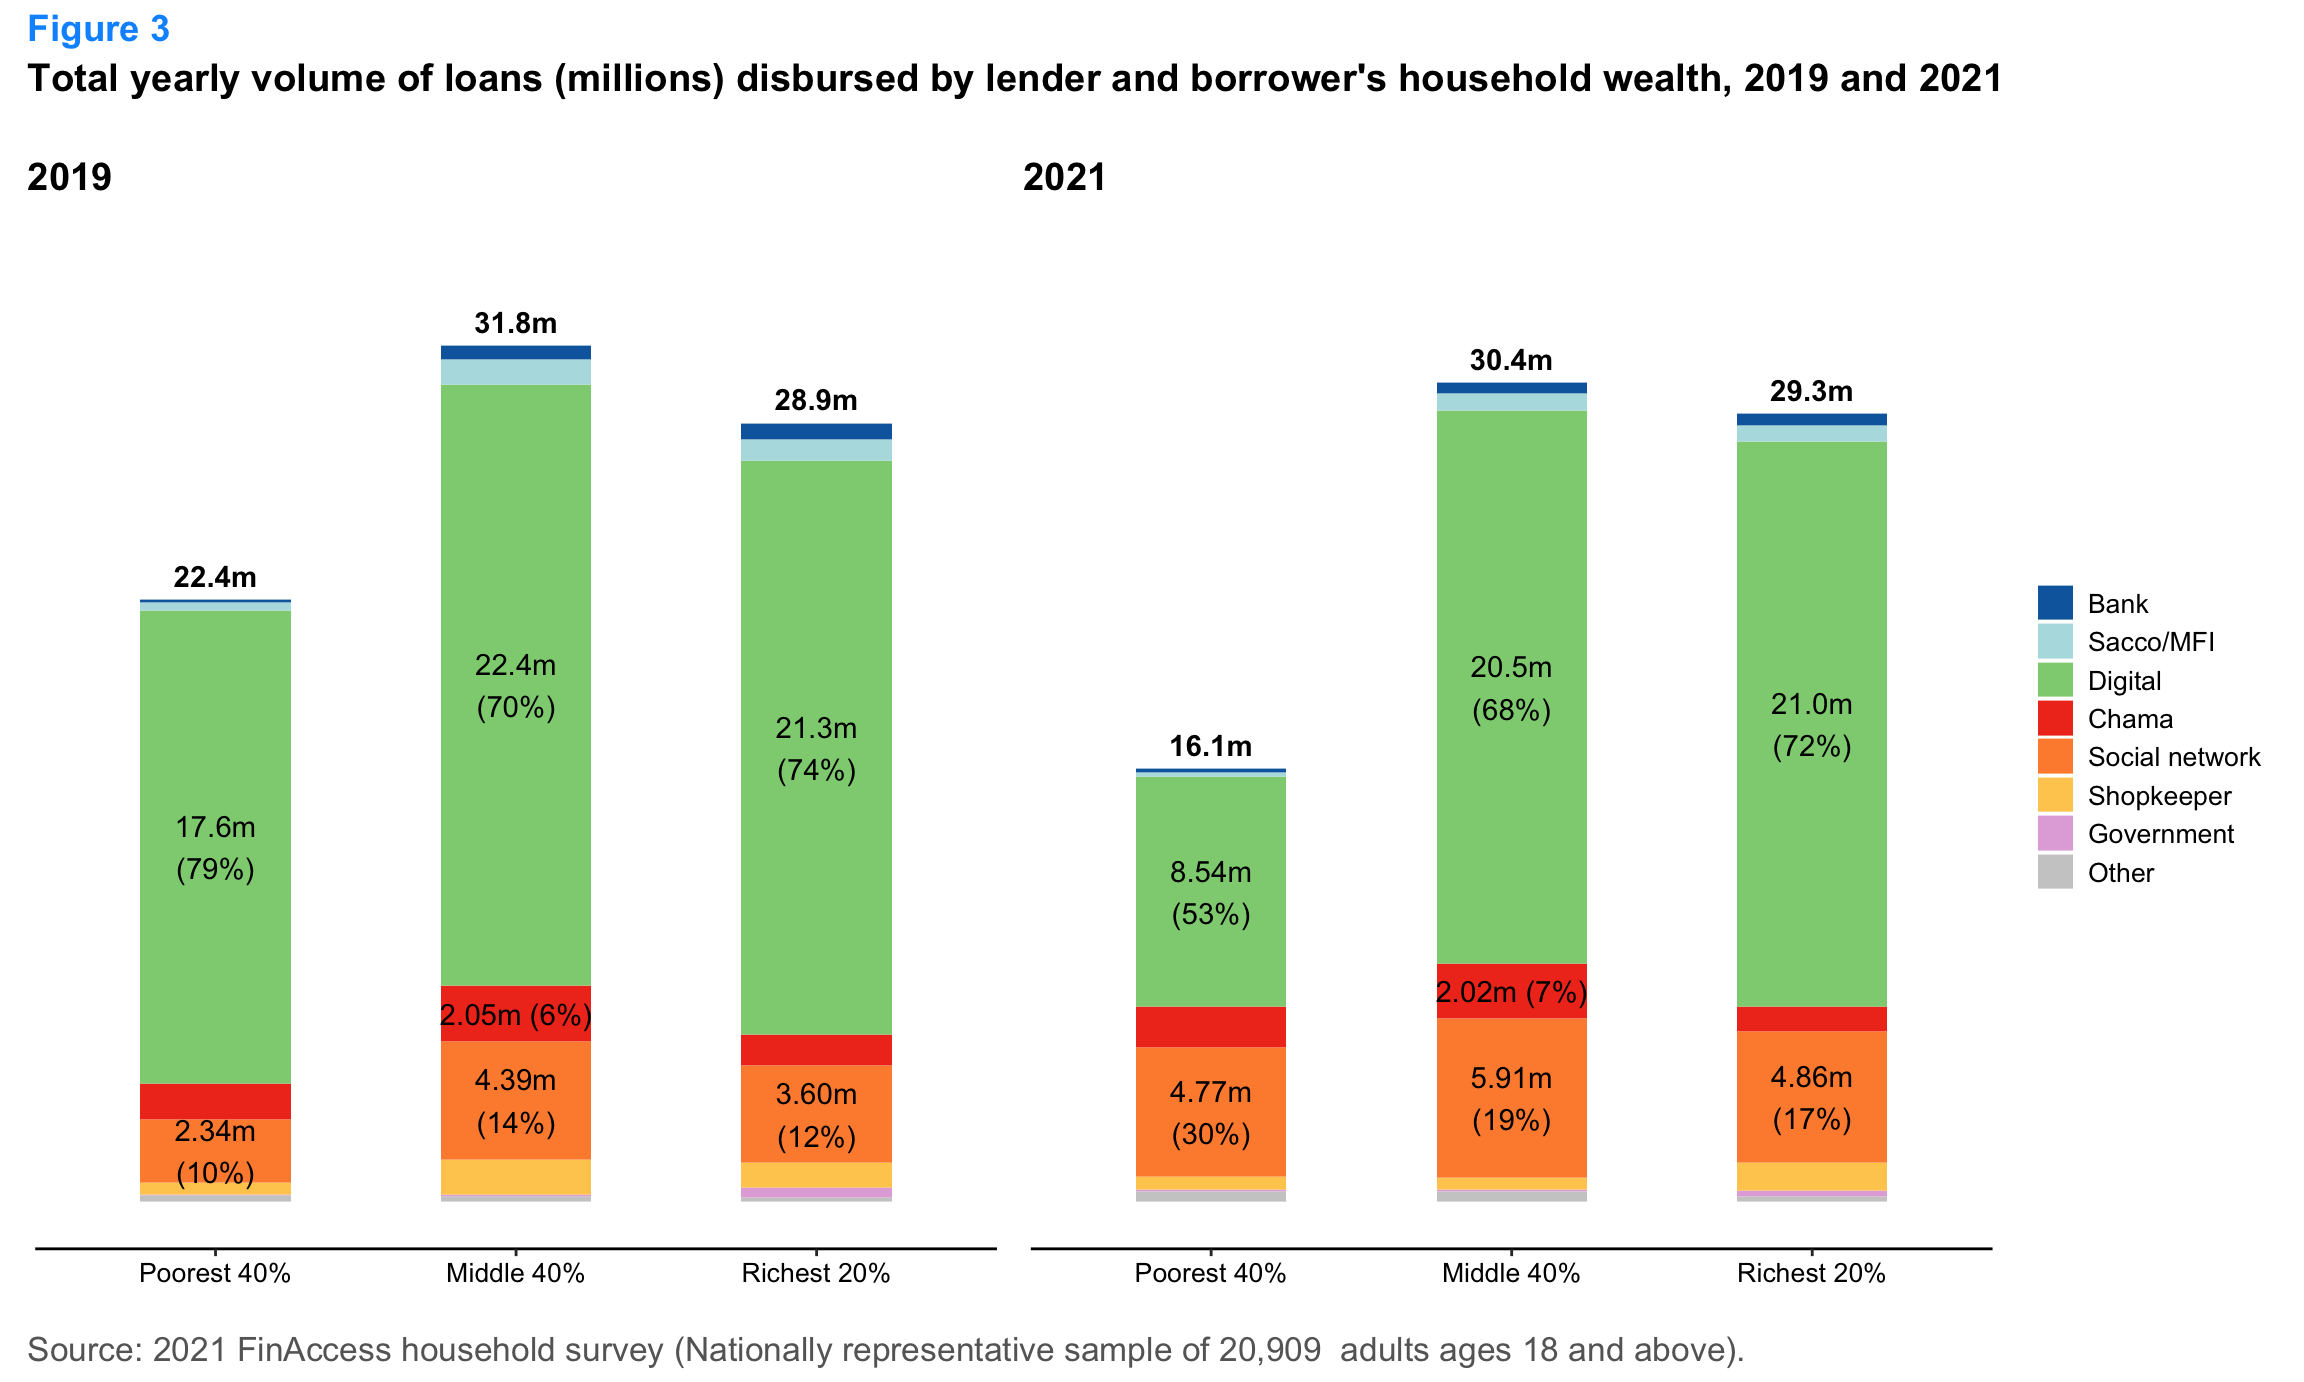 Figure 3
Total yearly volume of loans (millions) disbursed by lender and borrower's household wealth, 2019 and 2021
2019
22.4m
17.6m
(79%)
2.34m
(10%)
31.8m
22.4m
(70%)
2.05m (6%)
4.39m
(14%)
28.9m
21.3m
(74%)
3.60m
(12%)
Poorest 40%
Middle 40%
Richest 20%
2021
16.1m
8.54m
(53%)
4.77m
(30%)
30.4m
20.5m
(68%)
2.02m (7%)
5.91m
(19%)
29.3m
21.0m
(72%)
4.86m
(17%)
Poorest 40%
Middle 40%
Richest 20%
Bank
Sacco/MFI
Digital
Chama
Social network
Shopkeeper
Government
Other
Source: 2021 FinAccess household survey (Nationally representative sample of 20,909  adults ages 18 and above).